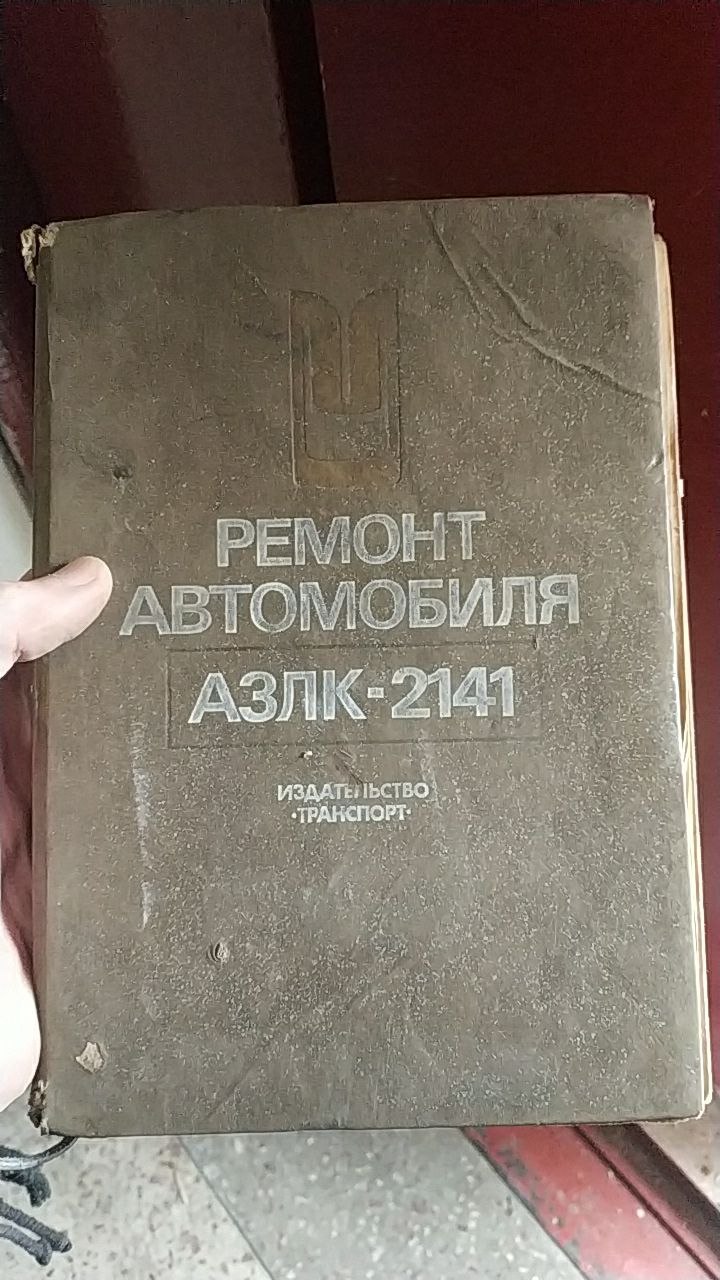 РЕМОНТ
АВТОМОБИЛЯ
АЗЛК-2141
ИЗДАТЕЛЬСТВО
·ТРАНСПОРТ·